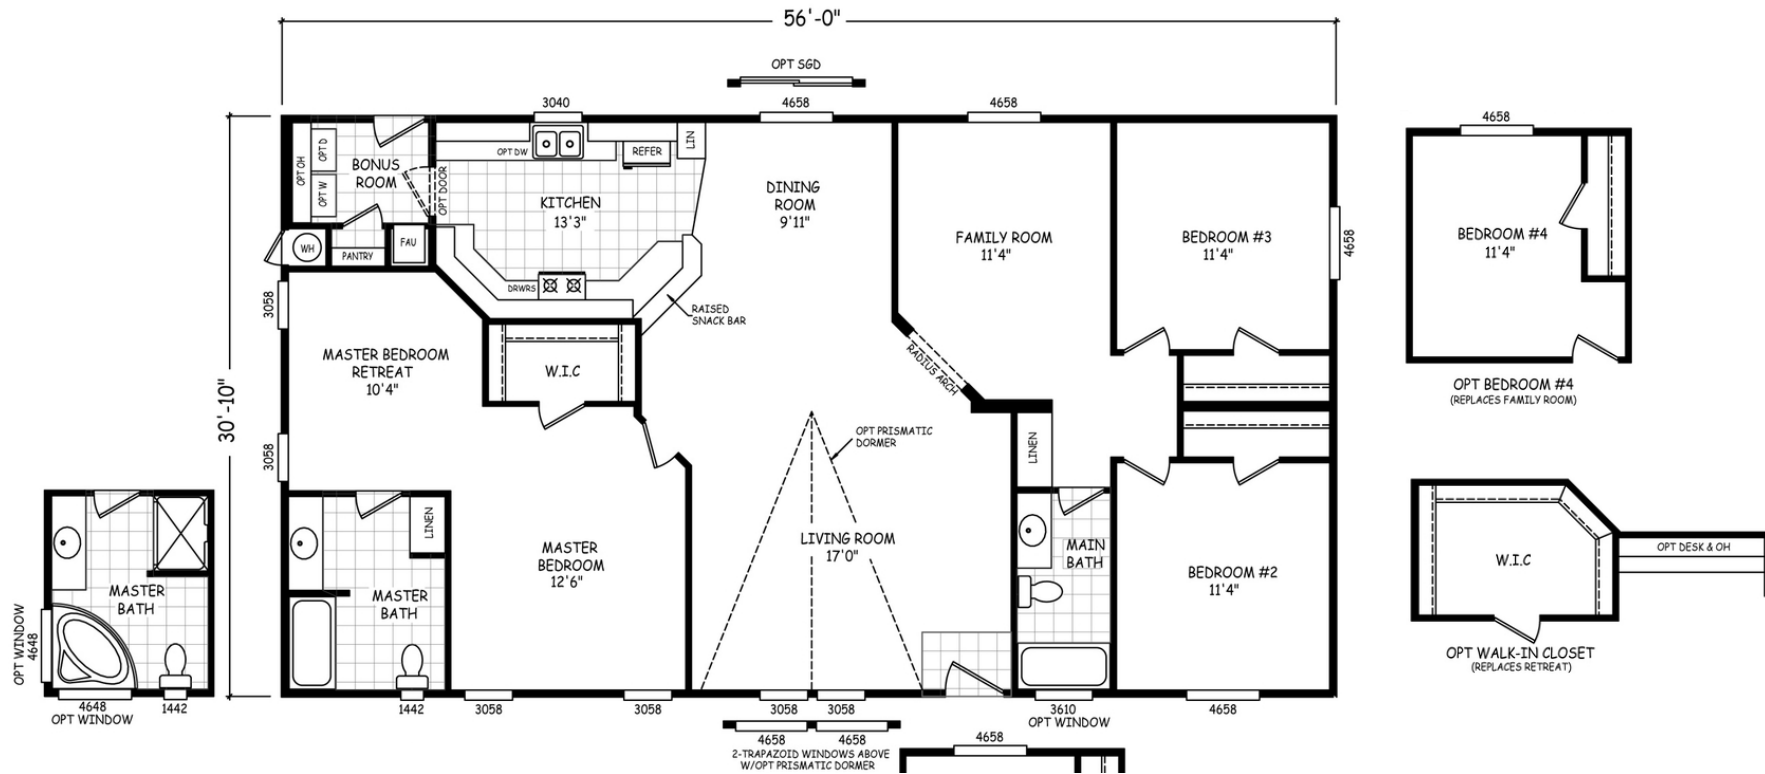 56'-0"
OPT SGD
3040
4658
4658
4658
OPT OH
OPT D
OPT W
BONUS
ROOM
OPT DOOR
OPT DW
REFER
LIN
KITCHEN
13'3"
DINING
ROOM
9'11"
FAMILY ROOM
11'4"
BEDROOM #3
11'4"
4658
BEDROOM #4
11'4"
WH
PANTRY
FAU
DRWRS
RAISED
SNACK BAR
3058
MASTER BEDROOM
RETREAT
10'4"
W.I.C
RADIUS ARCH
OPT BEDROOM #4
(REPLACES FAMILY ROOM)
30'-10"
3058
OPT PRISMATIC
DORMER
LINEN
LINEN
MASTER
BEDROOM
12'6"
LIVING ROOM
17'0"
MAIN
BATH
BEDROOM #2
11'4"
W.I.C
OPT DESK & OH
OPT WALK-IN CLOSET
(REPLACES RETREAT)
MASTER
BATH
MASTER
BATH
OPT WINDOW
4648
4648
OPT WINDOW
1442
1442
3058
3058
3058
3058
3610
OPT WINDOW
4658
4658
4658
2-TRAPAZOID WINDOWS ABOVE
W/OPT PRISMATIC DORMER
4658